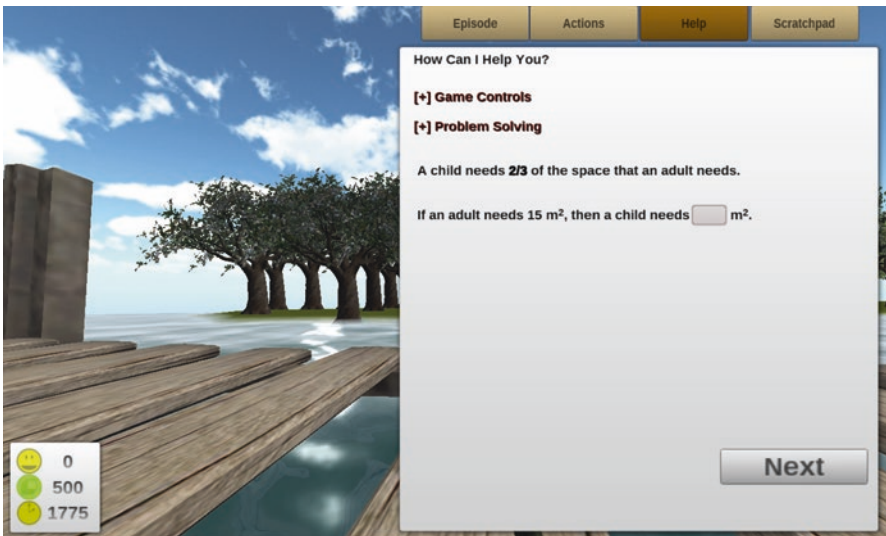 Episode Actions Help Scratchpad
How Can I Help You?
[+] Game Controls
[+] Problem Solving
A child needs 2/3 of the space that an adult needs.
If an adult needs 15 m², then a child needs m².
Next
0
500
1775